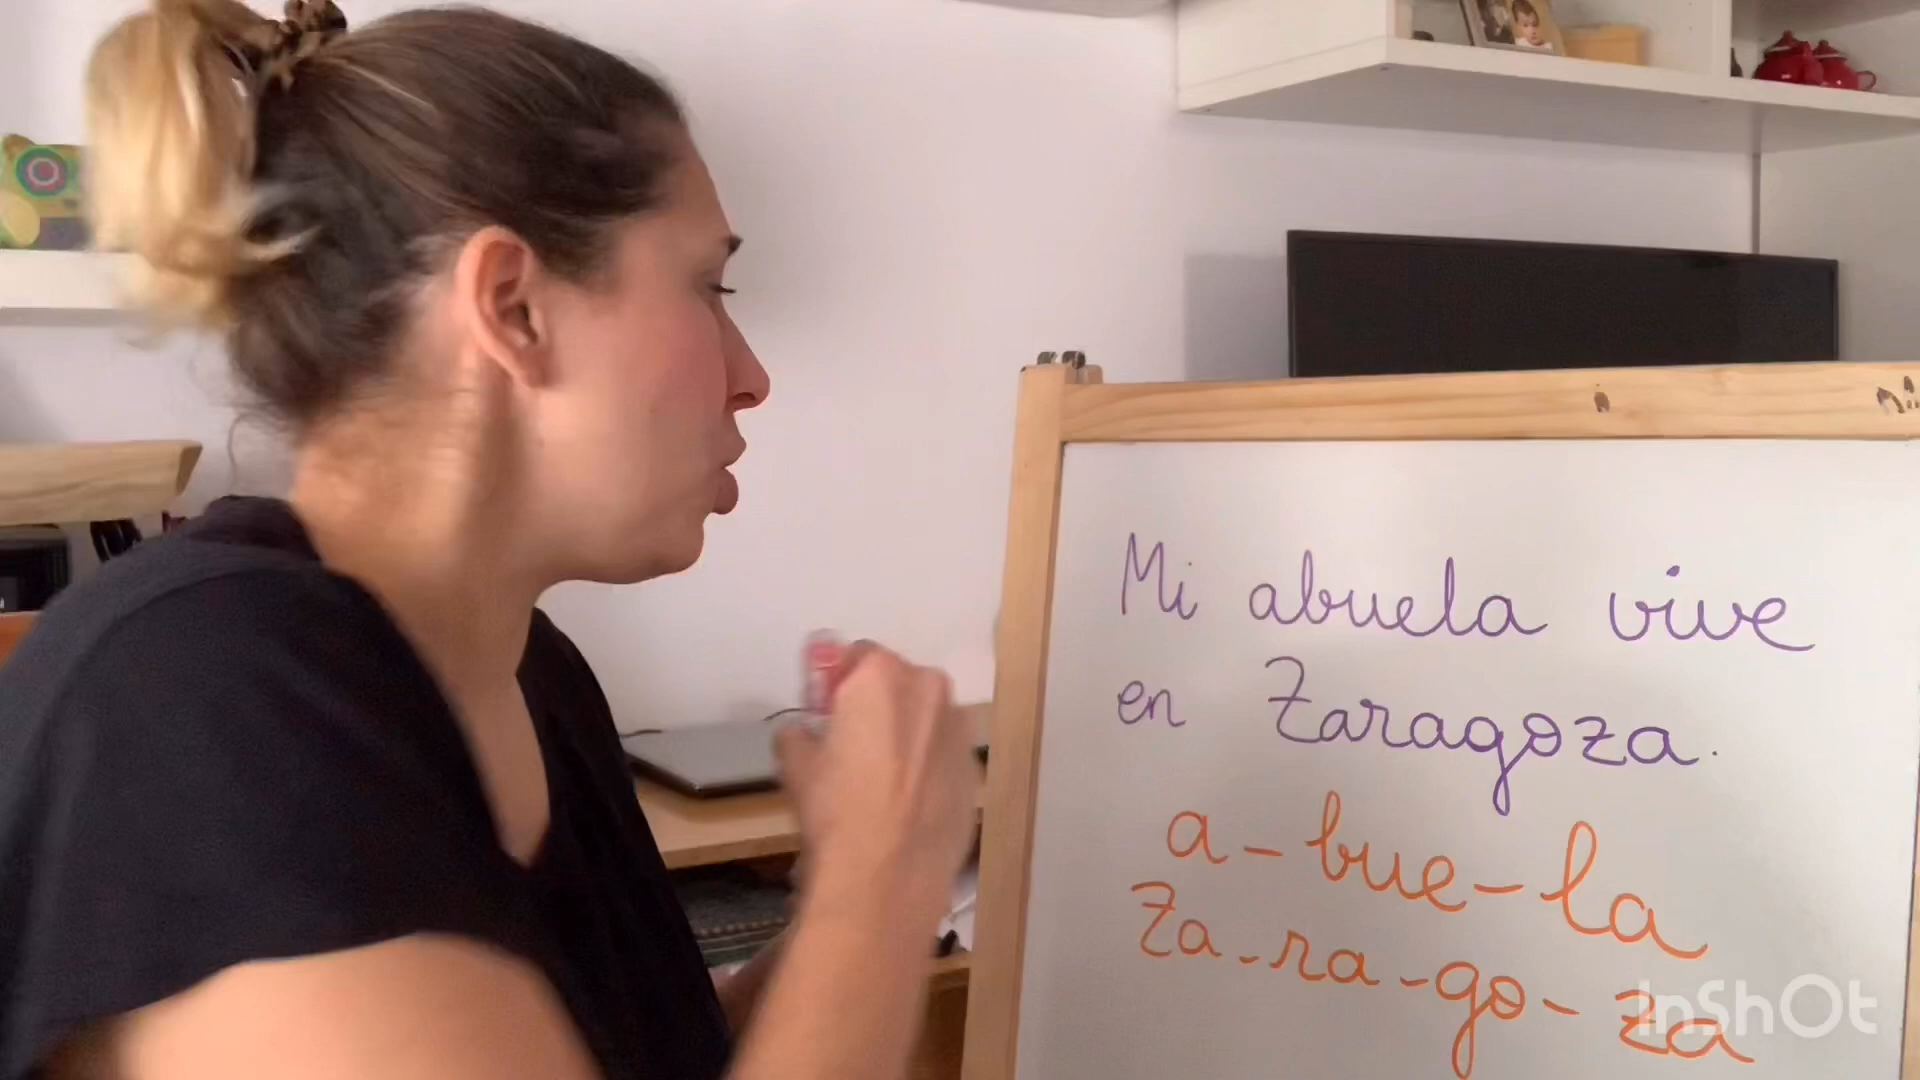 Mi abuela vive
en Zaragoza.
a-bue-la
Za-ra-go-za
InShOt